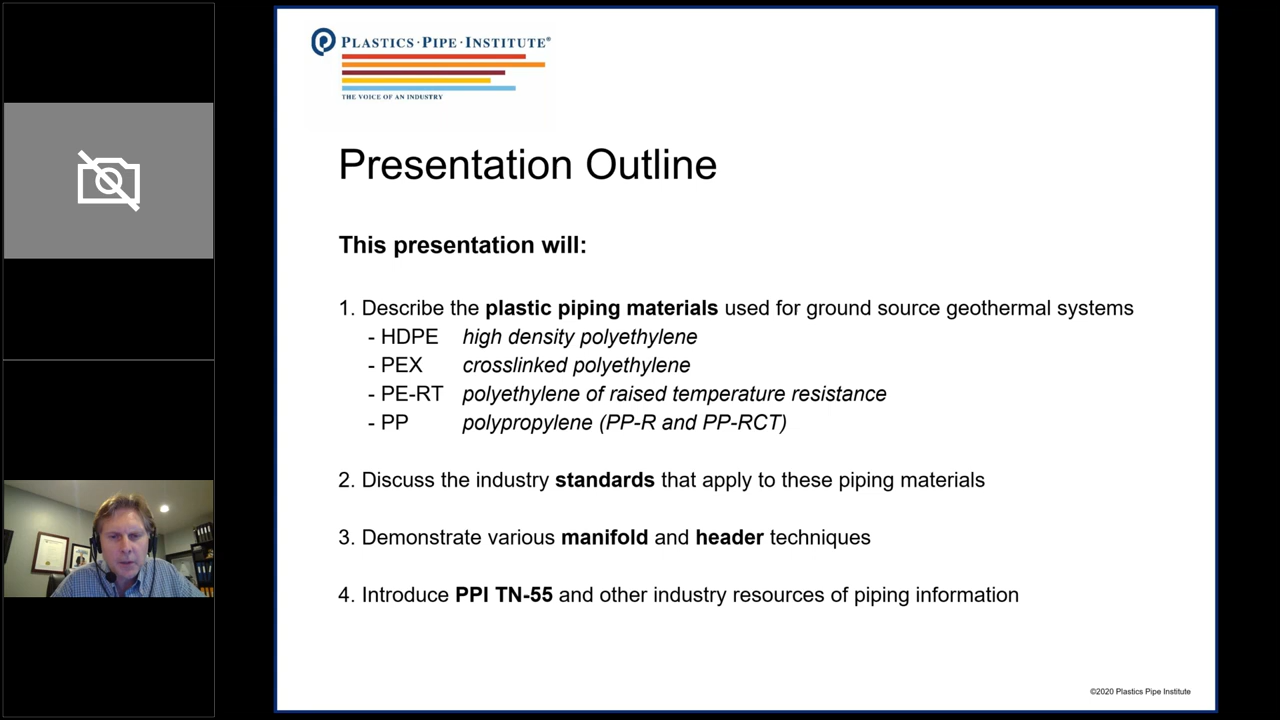 PLASTICS·PIPE·INSTITUTE®
THE VOICE OF AN INDUSTRY
Presentation Outline
This presentation will:
1. Describe the plastic piping materials used for ground source geothermal systems
- HDPE high density polyethylene
- PEX crosslinked polyethylene
- PE-RT polyethylene of raised temperature resistance
- PP polypropylene (PP-R and PP-RCT)
2. Discuss the industry standards that apply to these piping materials
3. Demonstrate various manifold and header techniques
4. Introduce PPI TN-55 and other industry resources of piping information
©2020 Plastics Pipe Institute